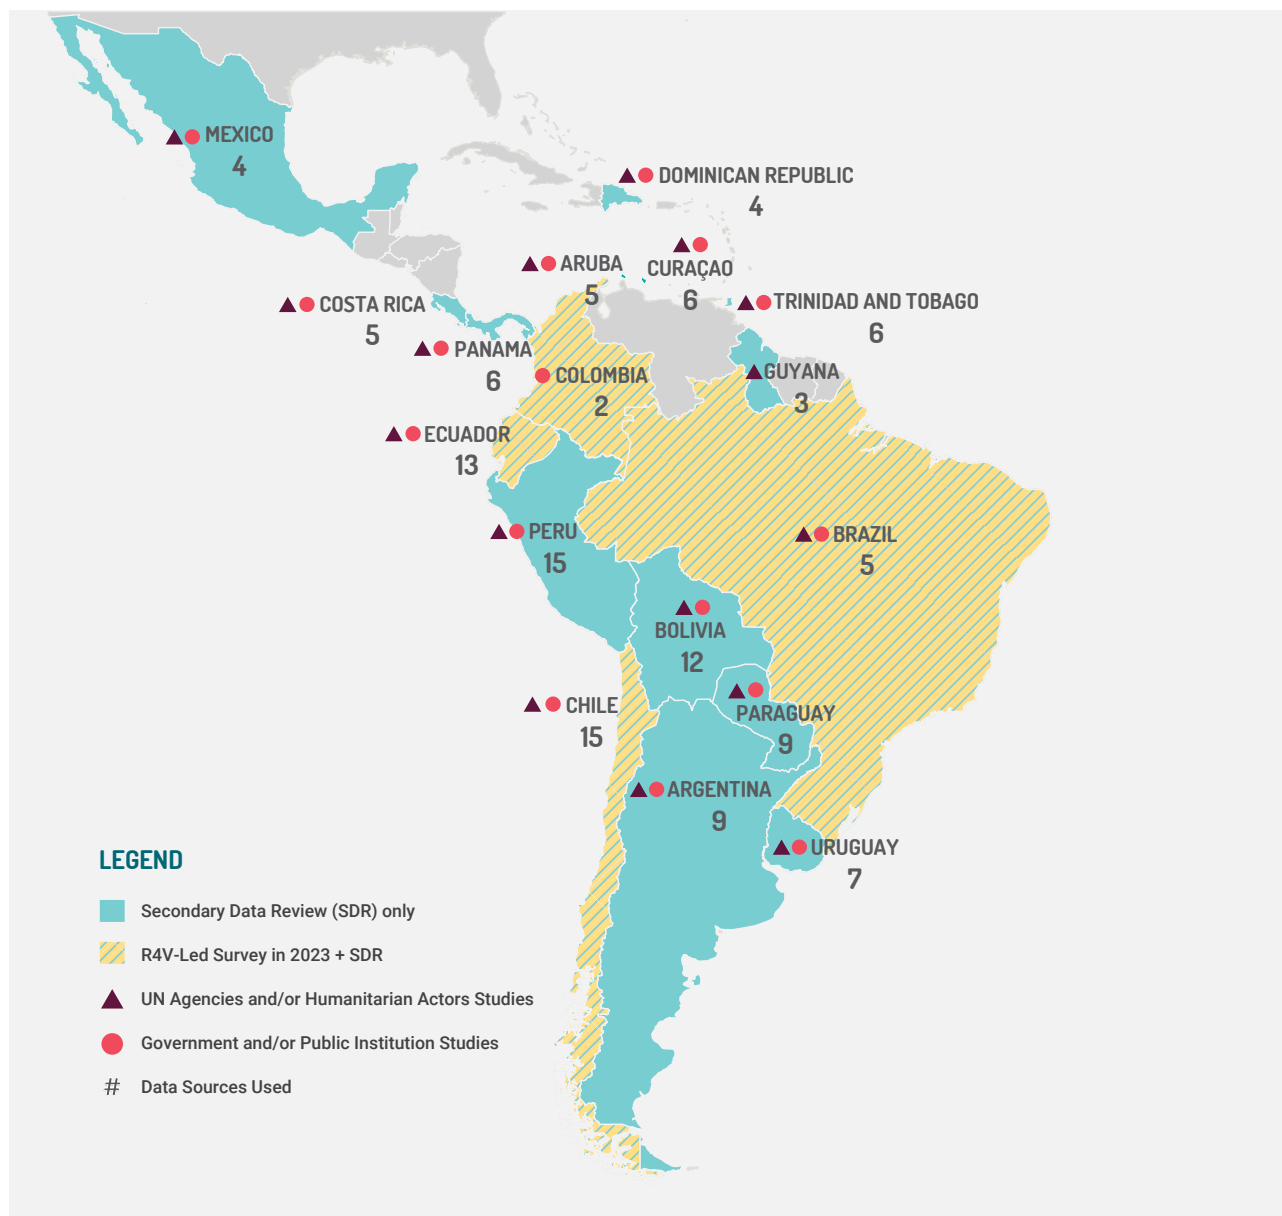 MEXICO
4
DOMINICAN REPUBLIC
4
CURAÇAO
6
ARUBA
5
TRINIDAD AND TOBAGO
6
COSTA RICA
5
PANAMA
6
COLOMBIA
2
GUYANA
3
ECUADOR
13
PERU
15
BRAZIL
5
BOLIVIA
12
CHILE
15
PARAGUAY
9
ARGENTINA
9
URUGUAY
7
LEGEND
Secondary Data Review (SDR) only
R4V-Led Survey in 2023 + SDR
UN Agencies and/or Humanitarian Actors Studies
Government and/or Public Institution Studies
# Data Sources Used